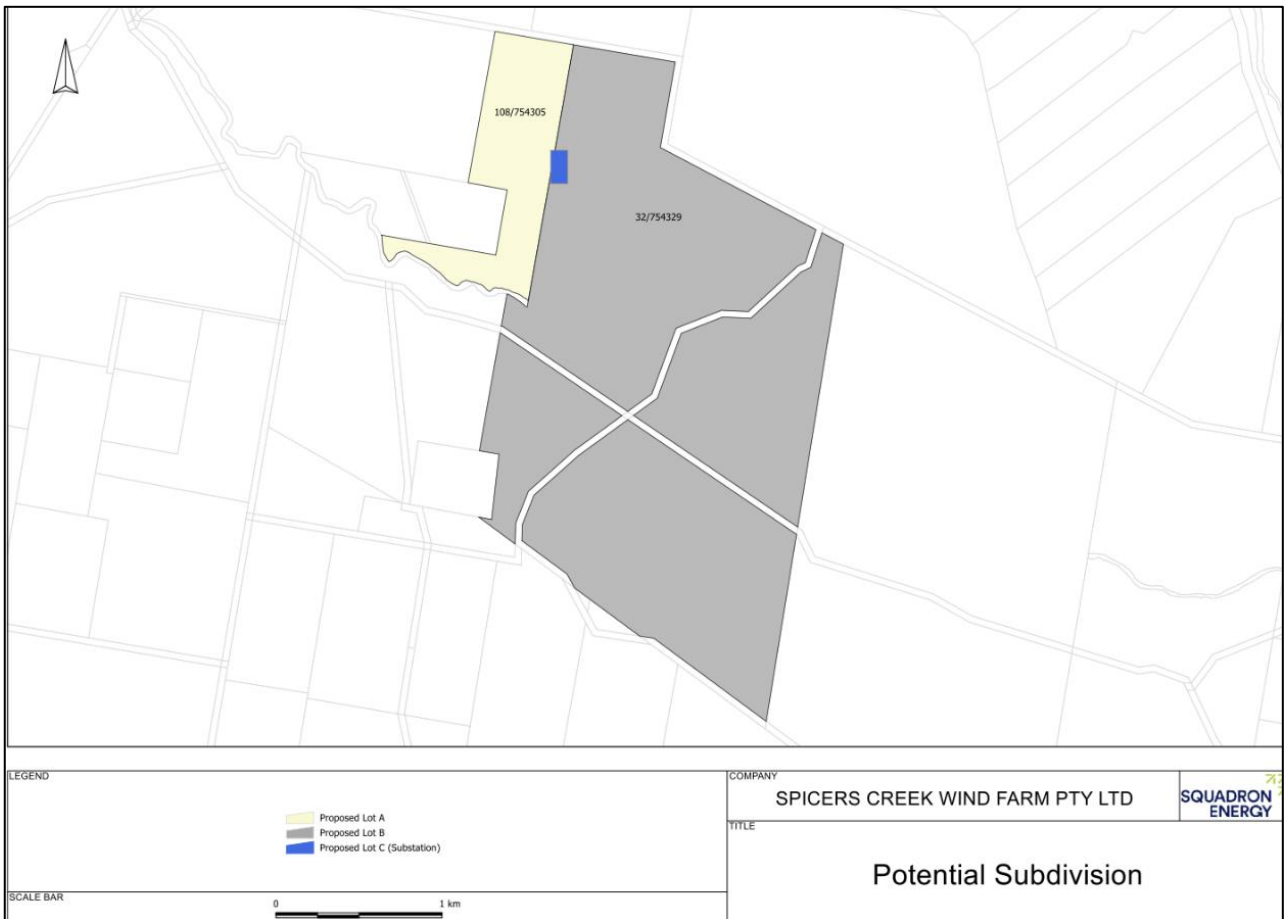 108/754305
32/754329
LEGEND
Proposed Lot A
Proposed Lot B
Proposed Lot C (Substation)
SCALE BAR
0 1 km
COMPANY
SPICERS CREEK WIND FARM PTY LTD
SQUADRON
ENERGY
TITLE
Potential Subdivision